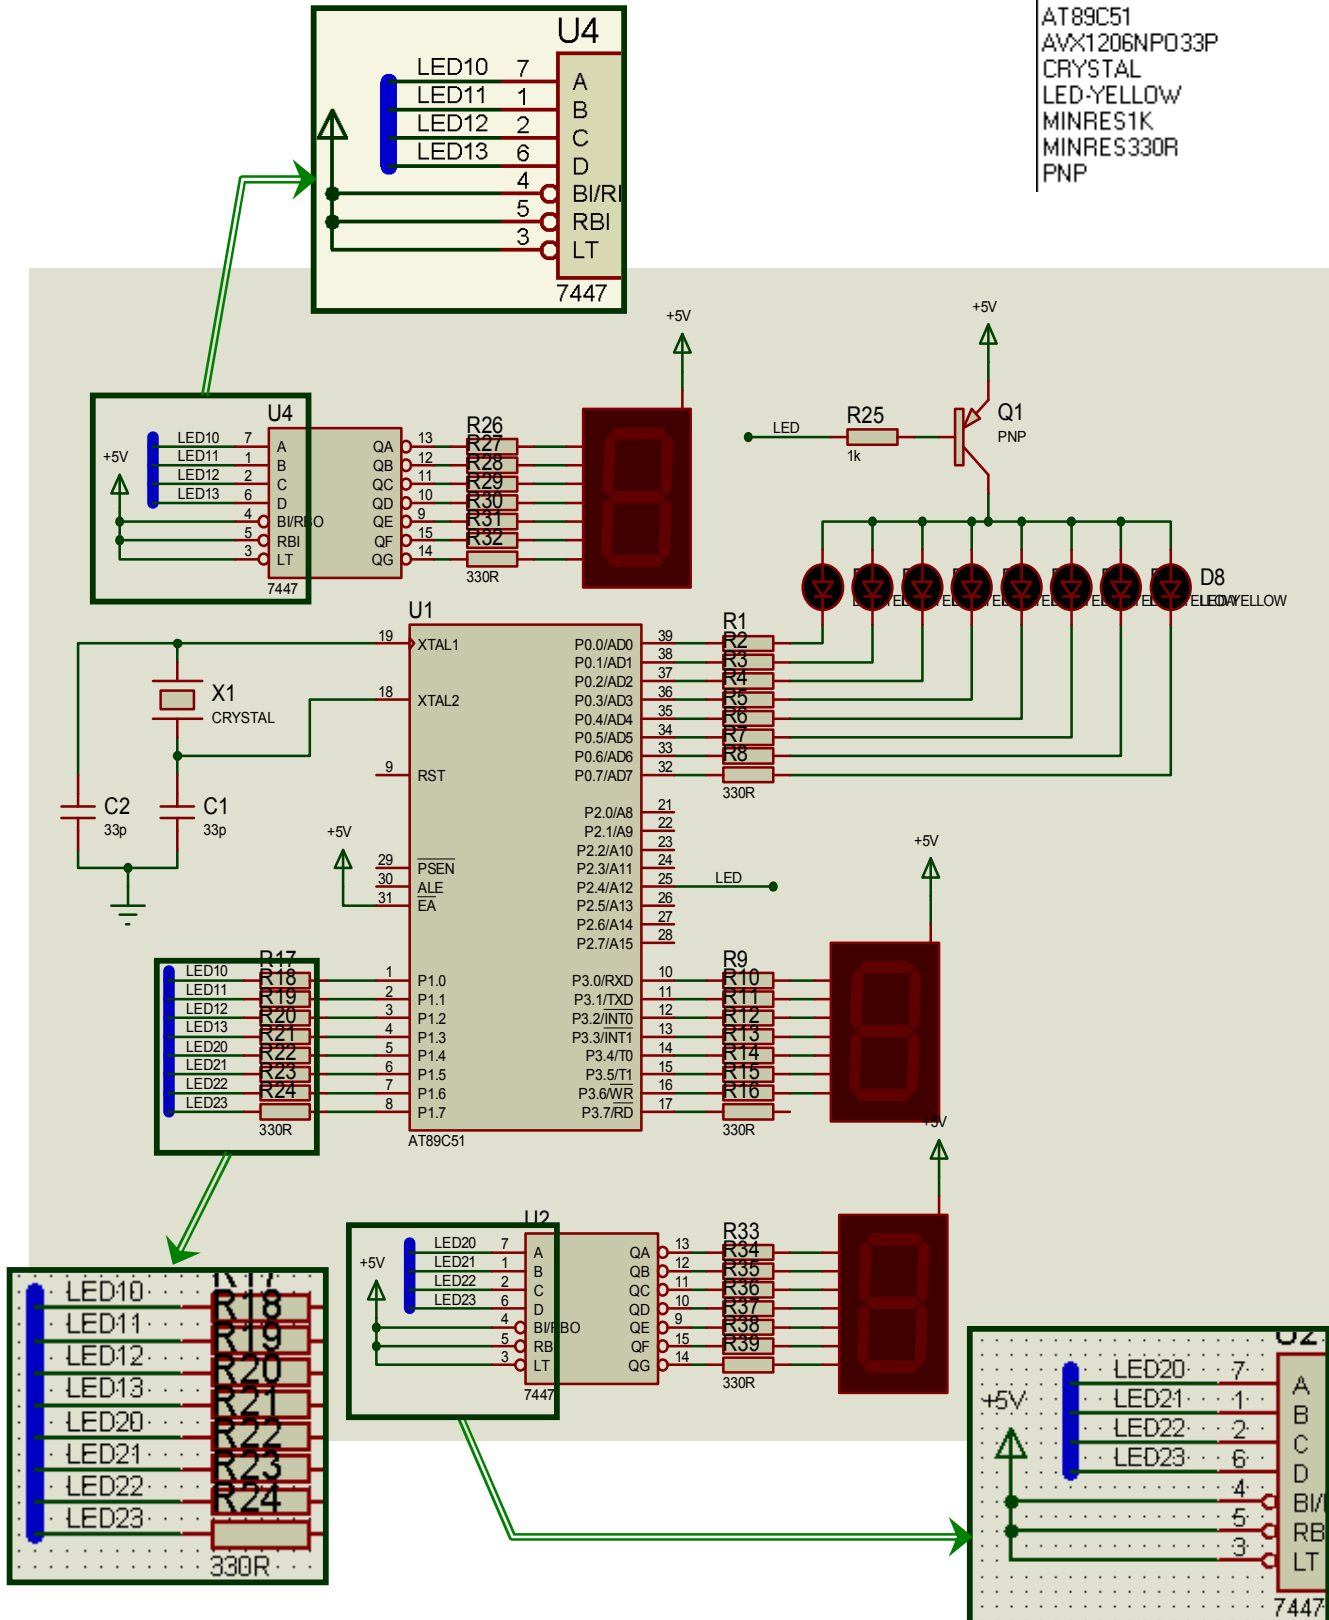 AT89C51
AVX1206NPO33P
CRYSTAL
LED-YELLOW
MINRES1K
MINRES330R
PNP
U4
LED10 7 A
LED11 1 B
LED12 2 C
LED13 6 D
4
5 RBI
3 LT
7447
+5V
+5V
U4
+5V
LED10 7 A
LED11 1 B
LED12 2 C
LED13 6 D
4 BI/RBO
5 RBI
3 LT
7447
QA 13
QB 12
QC 11
QD 10
QE 9
QF 15
QG 14
R26
R27
R28
R29
R30
R31
R32
330R
LED
R25
1k
Q1
PNP
D8
LED-YELLOW
U1
19 XTAL1
18 XTAL2
9 RST
29 PSEN
30 ALE
31 EA
1 P1.0
2 P1.1
3 P1.2
4 P1.3
5 P1.4
6 P1.5
7 P1.6
8 P1.7
P0.0/AD0 39
P0.1/AD1 38
P0.2/AD2 37
P0.3/AD3 36
P0.4/AD4 35
P0.5/AD5 34
P0.6/AD6 33
P0.7/AD7 32
P2.0/A8 21
P2.1/A9 22
P2.2/A10 23
P2.3/A11 24
P2.4/A12 25
P2.5/A13 26
P2.6/A14 27
P2.7/A15 28
P3.0/RXD 10
P3.1/TXD 11
P3.2/INT0 12
P3.3/INT1 13
P3.4/T0 14
P3.5/T1 15
P3.6/WR 16
P3.7/RD 17
AT89C51
R1
R2
R3
R4
R5
R6
R7
R8
330R
X1
CRYSTAL
C2
33p
C1
33p
+5V
LED
+5V
R9
R10
R11
R12
R13
R14
R15
R16
330R
LED10
LED11
LED12
LED13
LED20
LED21
LED22
LED23
R17
R18
R19
R20
R21
R22
R23
R24
330R
+5V
U2
+5V
LED20 7 A
LED21 1 B
LED22 2 C
LED23 6 D
4 BI/RBO
5 RB
3 LT
7447
QA 13
QB 12
QC 11
QD 10
QE 9
QF 15
QG 14
R33
R34
R35
R36
R37
R38
R39
330R
LED10
LED11 R18
LED12 R19
LED13 R20
LED20 R21
LED21 R22
LED22 R23
LED23 R24
330R
U2
+5V
LED20 7 A
LED21 1 B
LED22 2 C
LED23 6 D
4
5 RB
3 LT
7447